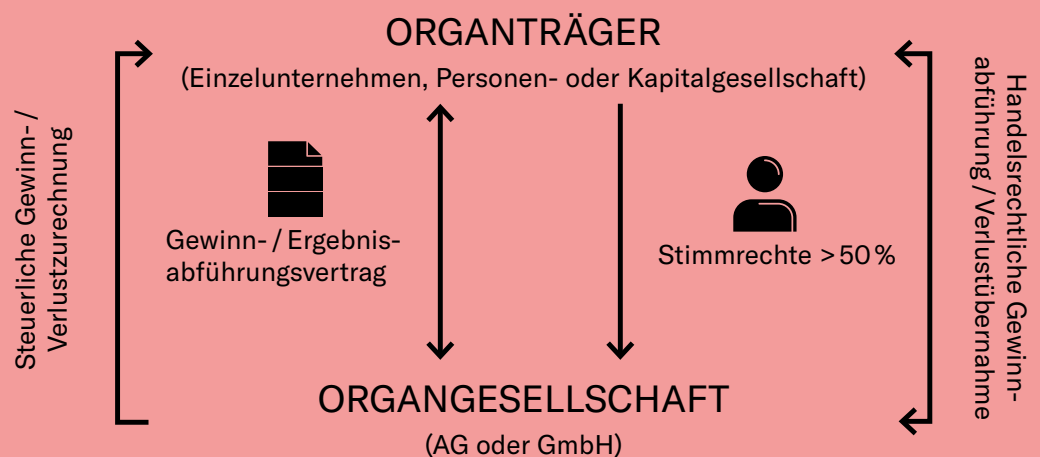 ORGANTRÄGER
(Einzelunternehmen, Personen- oder Kapitalgesellschaft)
Steuerliche Gewinn- /
Verlustzurechnung
Gewinn- / Ergebnis-
abführungsvertrag
Stimmrechte > 50 %
Handelsrechtliche Gewinn-
abführung / Verlustübernahme
ORGANGESELLSCHAFT
(AG oder GmbH)